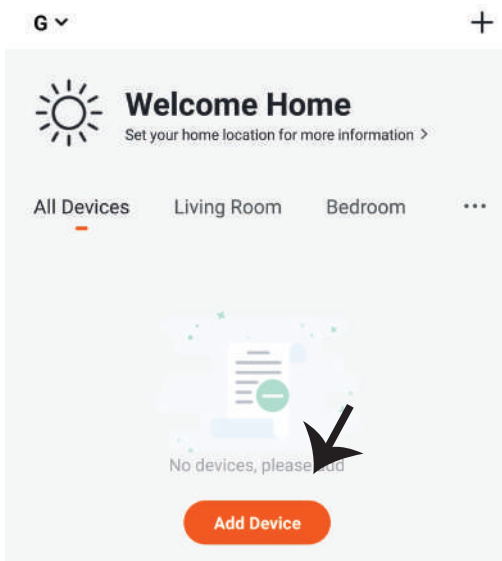 G
Welcome Home
Set your home location for more information >
All Devices Living Room Bedroom ...
No devices, please add
Add Device